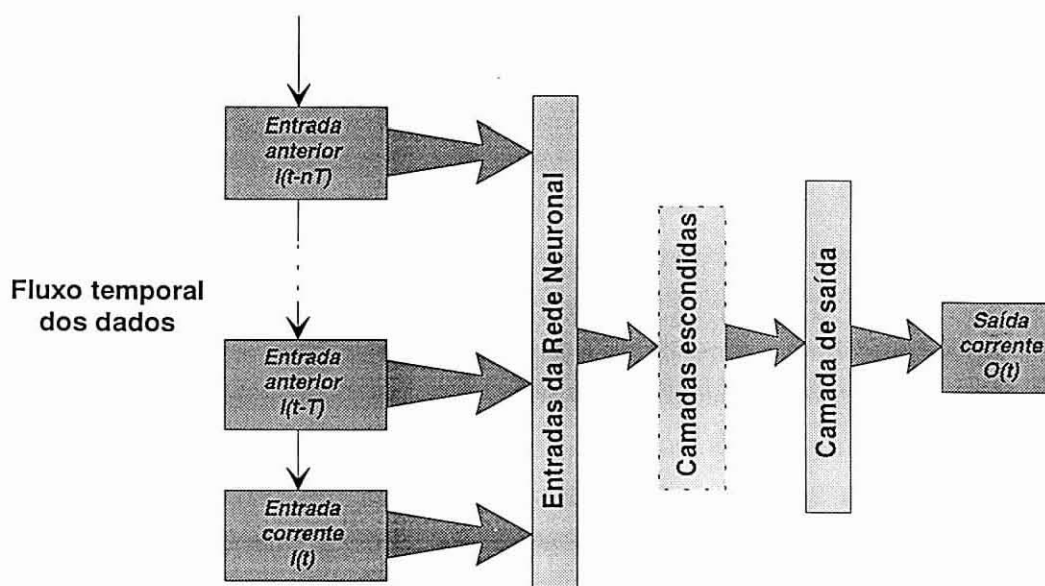 Entrada
anterior
I(t-nT)
Fluxo temporal
dos dados
Entrada
anterior
I(t-T)
Entrada
corrente
I(t)
Entradas da Rede Neuronal
Camadas escondidas
Camada de saída
Saída
corrente
O(t)